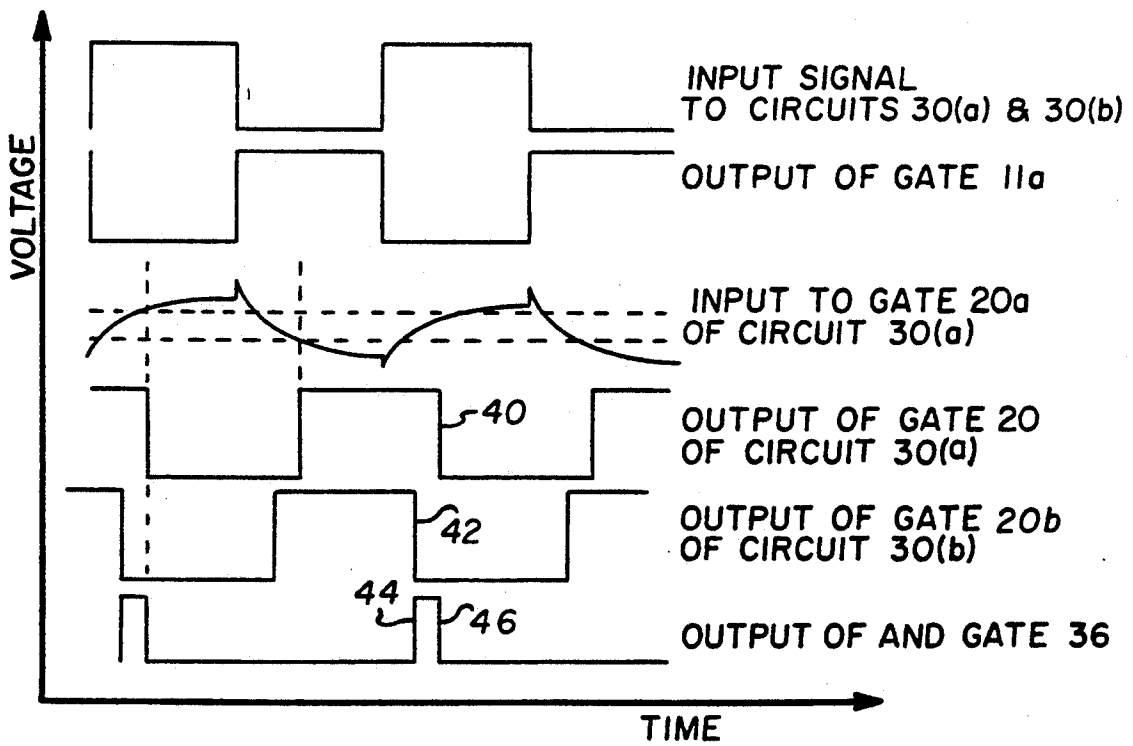 VOLTAGE
INPUT SIGNAL
TO CIRCUITS 30(a) & 30(b)
OUTPUT OF GATE 11a
INPUT TO GATE 20a
OF CIRCUIT 30(a)
40
OUTPUT OF GATE 20
OF CIRCUIT 30(a)
42
OUTPUT OF GATE 20b
OF CIRCUIT 30(b)
44
46
OUTPUT OF AND GATE 36
TIME